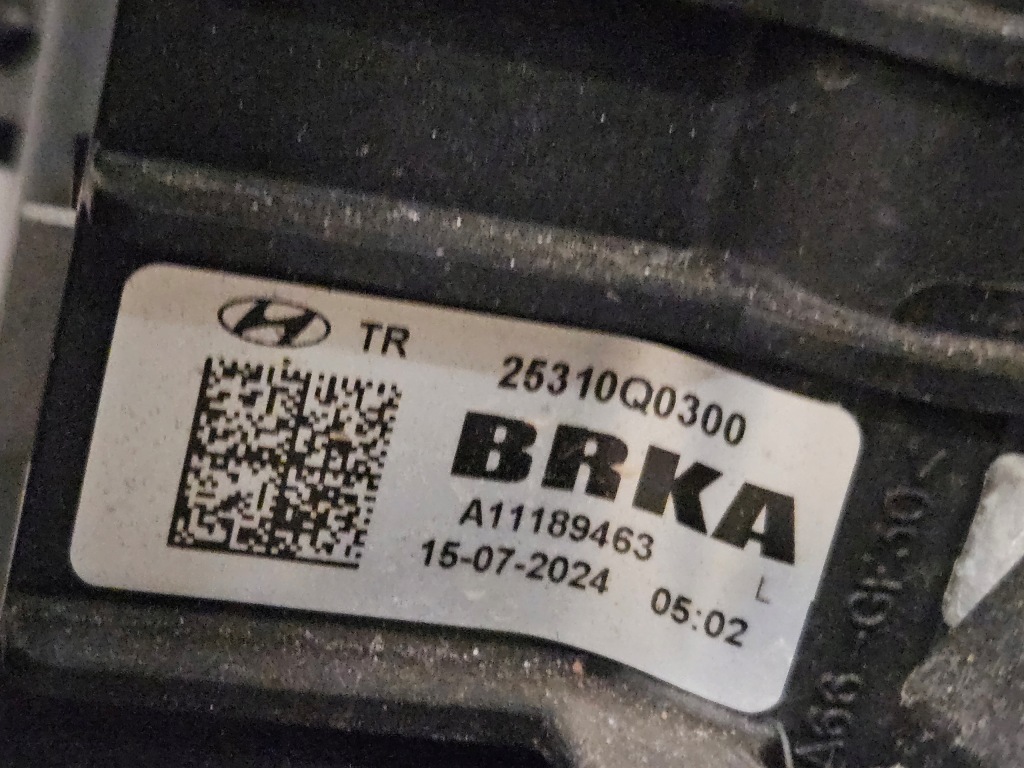 TR
25310Q0300
BRKA
A11189463
15-07-2024 05:02
L